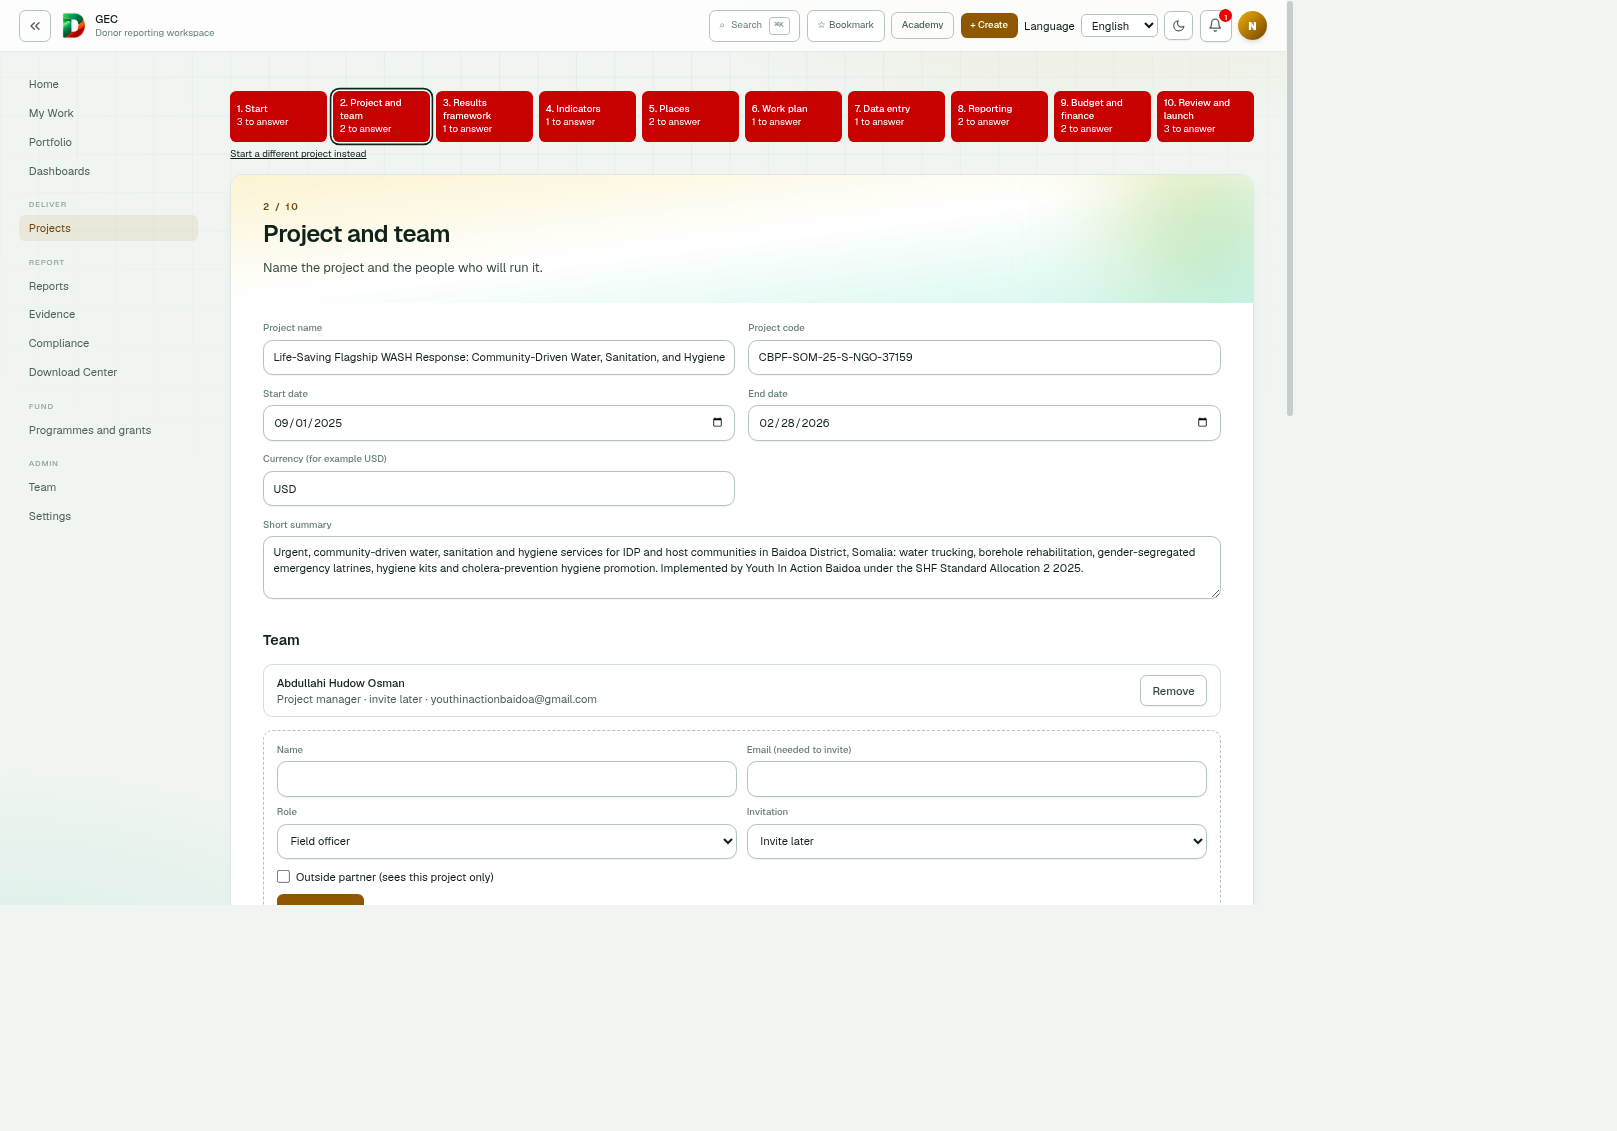 GEC
Donor reporting workspace
Search ⌘K
☆ Bookmark
Academy
+ Create
Language
English
1
N
Home
My Work
Portfolio
Dashboards
DELIVER
Projects
REPORT
Reports
Evidence
Compliance
Download Center
FUND
Programmes and grants
ADMIN
Team
Settings
1. Start
3 to answer
2. Project and
team
2 to answer
3. Results
framework
1 to answer
4. Indicators
1 to answer
5. Places
2 to answer
6. Work plan
1 to answer
7. Data entry
1 to answer
8. Reporting
2 to answer
9. Budget and
finance
2 to answer
10. Review and
launch
3 to answer
Start a different project instead
2 / 10
Project and team
Name the project and the people who will run it.
Project name
Life-Saving Flagship WASH Response: Community-Driven Water, Sanitation, and Hygiene
Project code
CBPF-SOM-25-S-NGO-37159
Start date
09/01/2025
End date
02/28/2026
Currency (for example USD)
USD
Short summary
Urgent, community-driven water, sanitation and hygiene services for IDP and host communities in Baidoa District, Somalia: water trucking, borehole rehabilitation, gender-segregated
emergency latrines, hygiene kits and cholera-prevention hygiene promotion. Implemented by Youth In Action Baidoa under the SHF Standard Allocation 2 2025.
Team
Abdullahi Hudow Osman
Project manager · invite later · youthinactionbaidoa@gmail.com
Remove
Name
Email (needed to invite)
Role
Field officer
Invitation
Invite later
Outside partner (sees this project only)